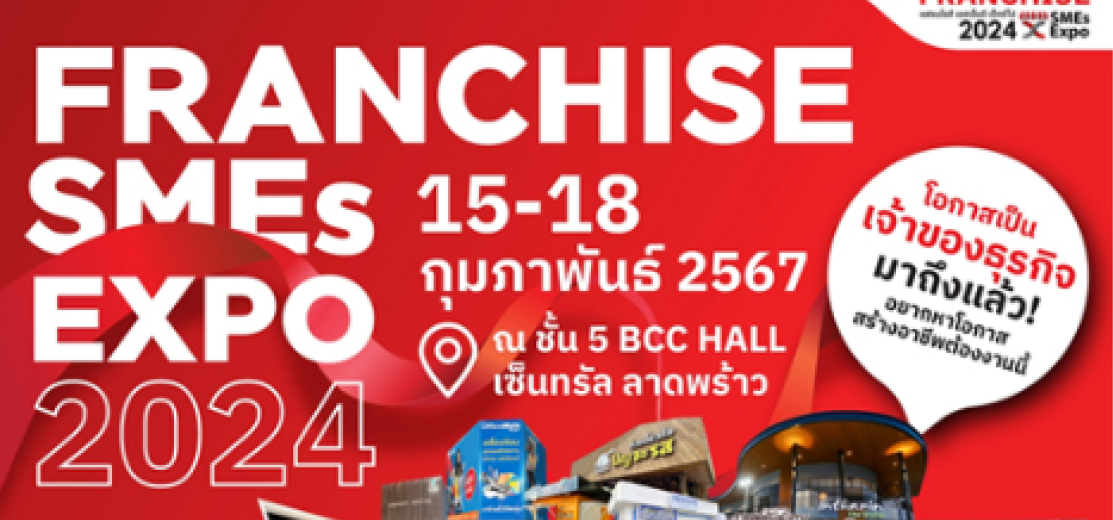 FRANCHISE
2024 SMEs
Expo
FRANCHISE
SMEs
EXPO
2024
15-18
กุมภาพันธ์ 2567
ณ ชั้น 5 BCC HALL
เซ็นทรัล ลาดพร้าว
โอกาสเป็น
เจ้าของธุรกิจ
มาถึงแล้ว!
อยากหาโอกาส
สร้างอาชีพต้องงานนี้